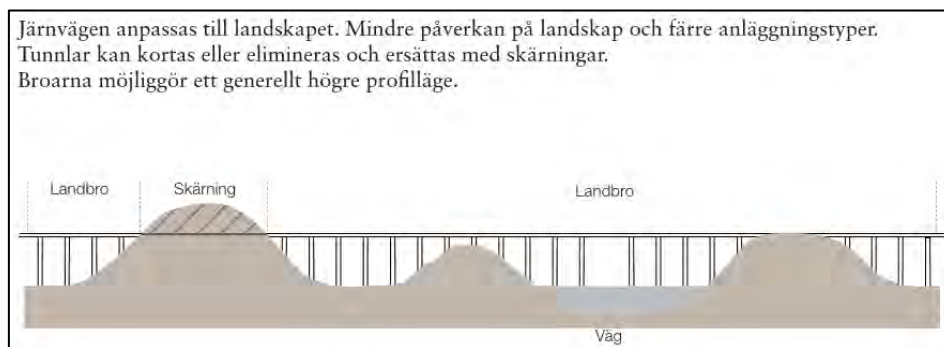 Järnvägen anpassas till landskapet. Mindre påverkan på landskap och färre anläggningstyper.
Tunnlar kan kortas eller elimineras och ersättas med skärningar.
Broarna möjliggör ett generellt högre profilläge.
Landbro
Skärning
Landbro
Väg